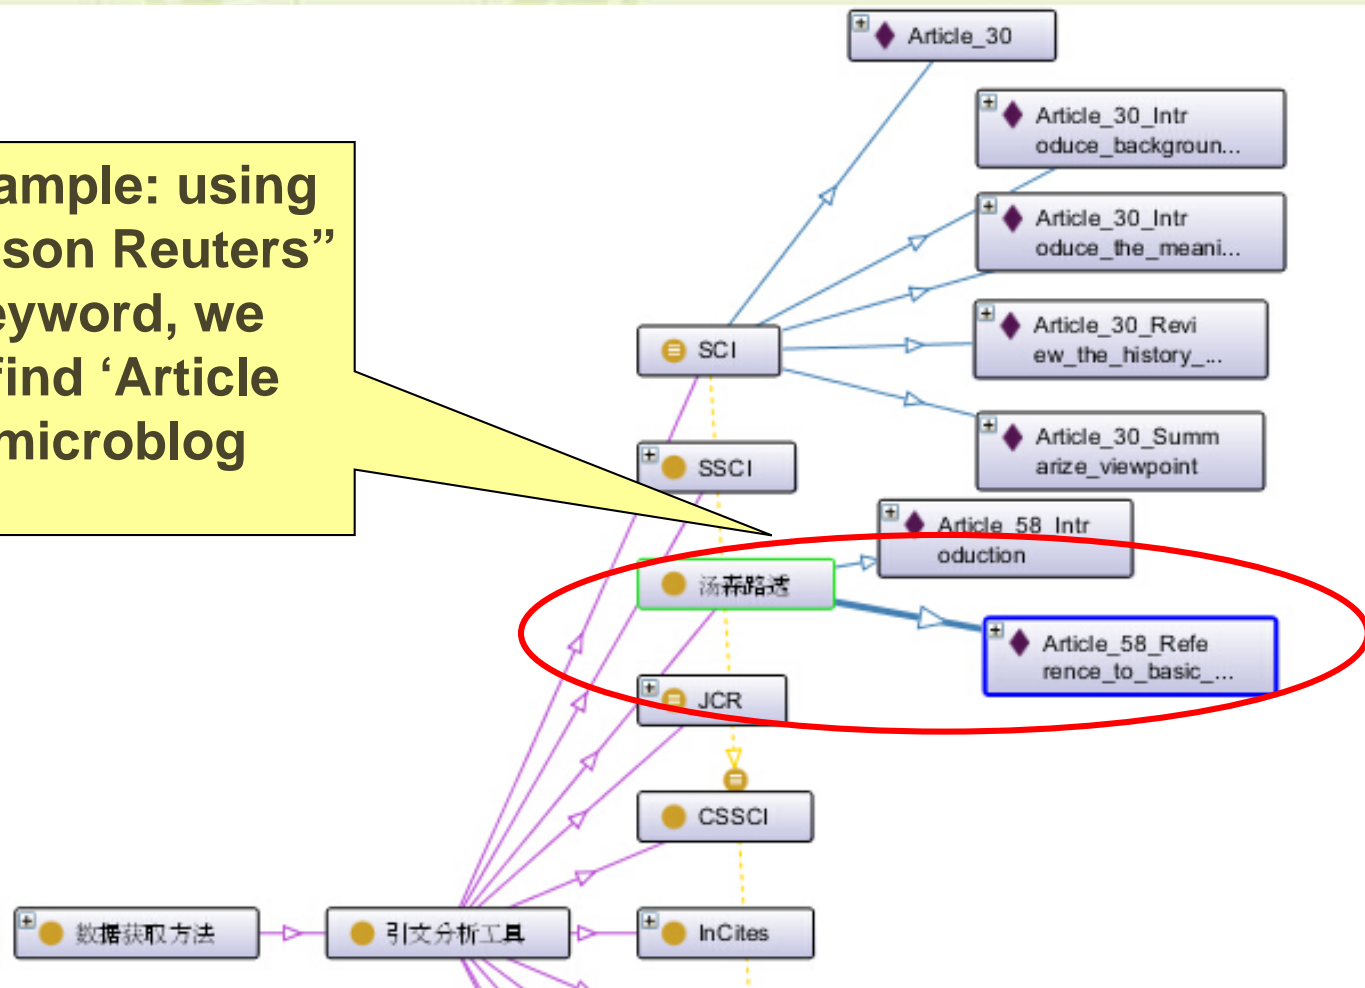 Article_30
Article_30_Intr
oduce_backgroun...
ample: using
son Reuters”
eyword, we
find ‘Article
microblog
Article_30_Intr
oduce_the_meani...
SCI
Article_30_Revi
ew_the_history_...
Article_30_Summ
arize_viewpoint
SSCI
Article_58_Intr
oduction
汤森路透
Article_58_Refe
rence_to_basic_...
JCR
CSSCI
数据获取方法
引文分析工具
InCites